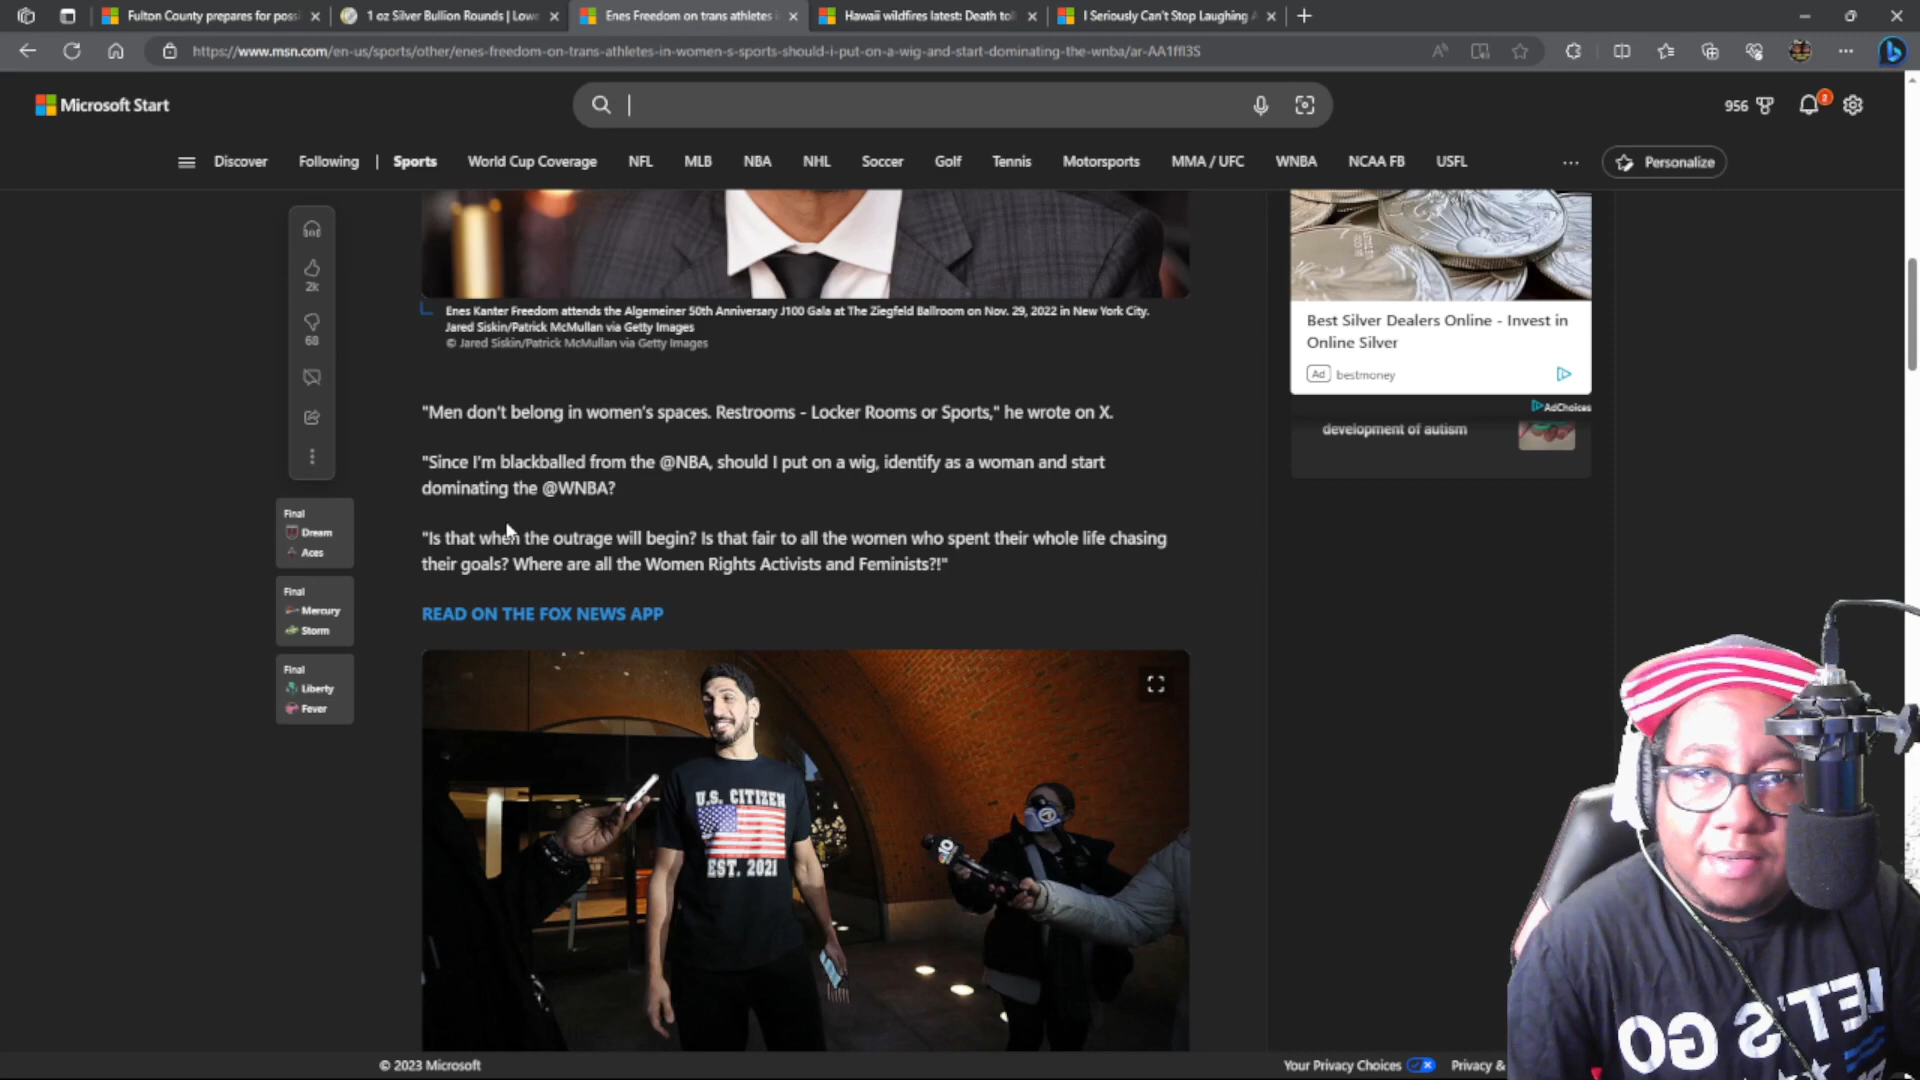 Fulton County prepares for poss
1 oz Silver Bullion Rounds | Lowe
Enes Freedom on trans athletes i
Hawaii wildfires latest: Death tol
I Seriously Can't Stop Laughing A
https://www.msn.com/en-us/sports/other/enes-freedom-on-trans-athletes-in-women-s-sports-should-i-put-on-a-wig-and-start-dominating-the-wnba/ar-AA1ffI3S
Microsoft Start
956
2
Discover
Following
Sports
World Cup Coverage
NFL
MLB
NBA
NHL
Soccer
Golf
Tennis
Motorsports
MMA / UFC
WNBA
NCAA FB
USFL
Personalize
2k
68
Enes Kanter Freedom attends the Algemeiner 50th Anniversary J100 Gala at The Ziegfeld Ballroom on Nov. 29, 2022 in New York City.
Jared Siskin/Patrick McMullan via Getty Images
© Jared Siskin/Patrick McMullan via Getty Images
Best Silver Dealers Online - Invest in
Online Silver
Ad bestmoney
AdChoices
development of autism
"Men don't belong in women's spaces. Restrooms - Locker Rooms or Sports," he wrote on X.
"Since I'm blackballed from the @NBA, should I put on a wig, identify as a woman and start
dominating the @WNBA?
"Is that when the outrage will begin? Is that fair to all the women who spent their whole life chasing
their goals? Where are all the Women Rights Activists and Feminists?!"
READ ON THE FOX NEWS APP
Final
Dream
Aces
Final
Mercury
Storm
Final
Liberty
Fever
U.S. CITIZEN
EST. 2021
10
LET'S
GO
© 2023 Microsoft
Your Privacy Choices
Privacy &